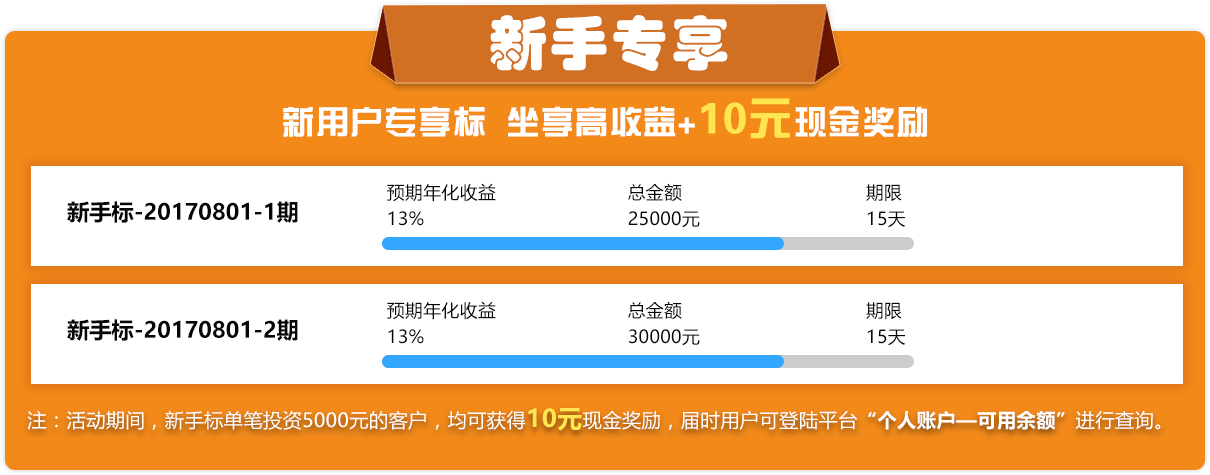 新手专享
新用户专享标 坐享高收益+10元现金奖励
新手标-20170801-1期
预期年化收益 总金额 期限
13% 25000元 15天
新手标-20170801-2期
预期年化收益 总金额 期限
13% 30000元 15天
注：活动期间，新手标单笔投资5000元的客户，均可获得10元现金奖励，届时用户可登陆平台“个人账户—可用余额”进行查询。